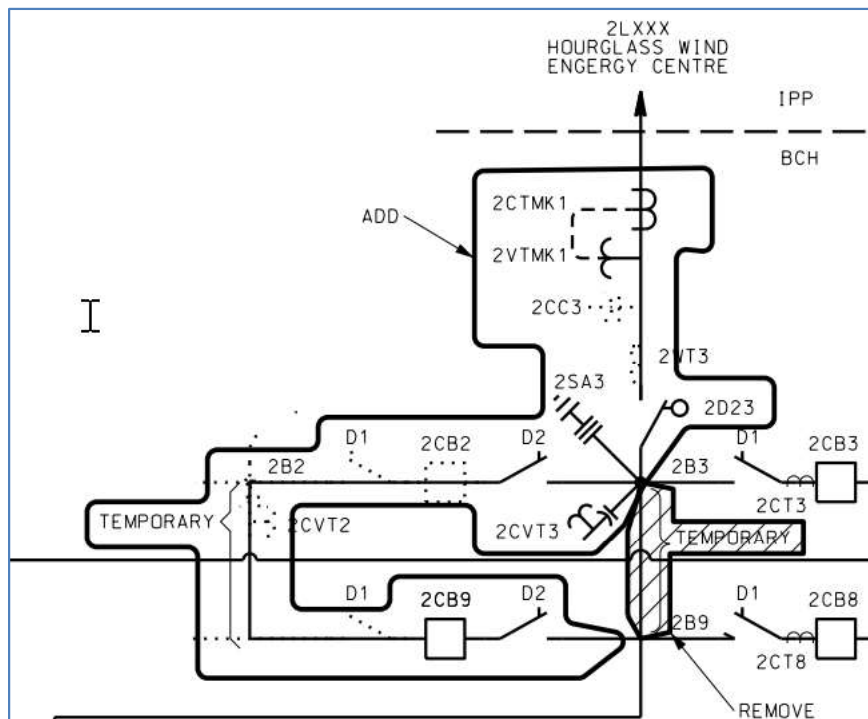 2LXXX
HOURGLASS WIND
ENGERGY CENTRE
IPP
BCH
2CTMK1
ADD
2VTMK1
2CC3
2VT3
2SA3
2D23
D1
2CB2
D2
D1
2CB3
2B2
2B3
2CT3
TEMPORARY
2CVT2
2CVT3
TEMPORARY
D1
2CB9
D2
D1
2CB8
2B9
2CT8
REMOVE